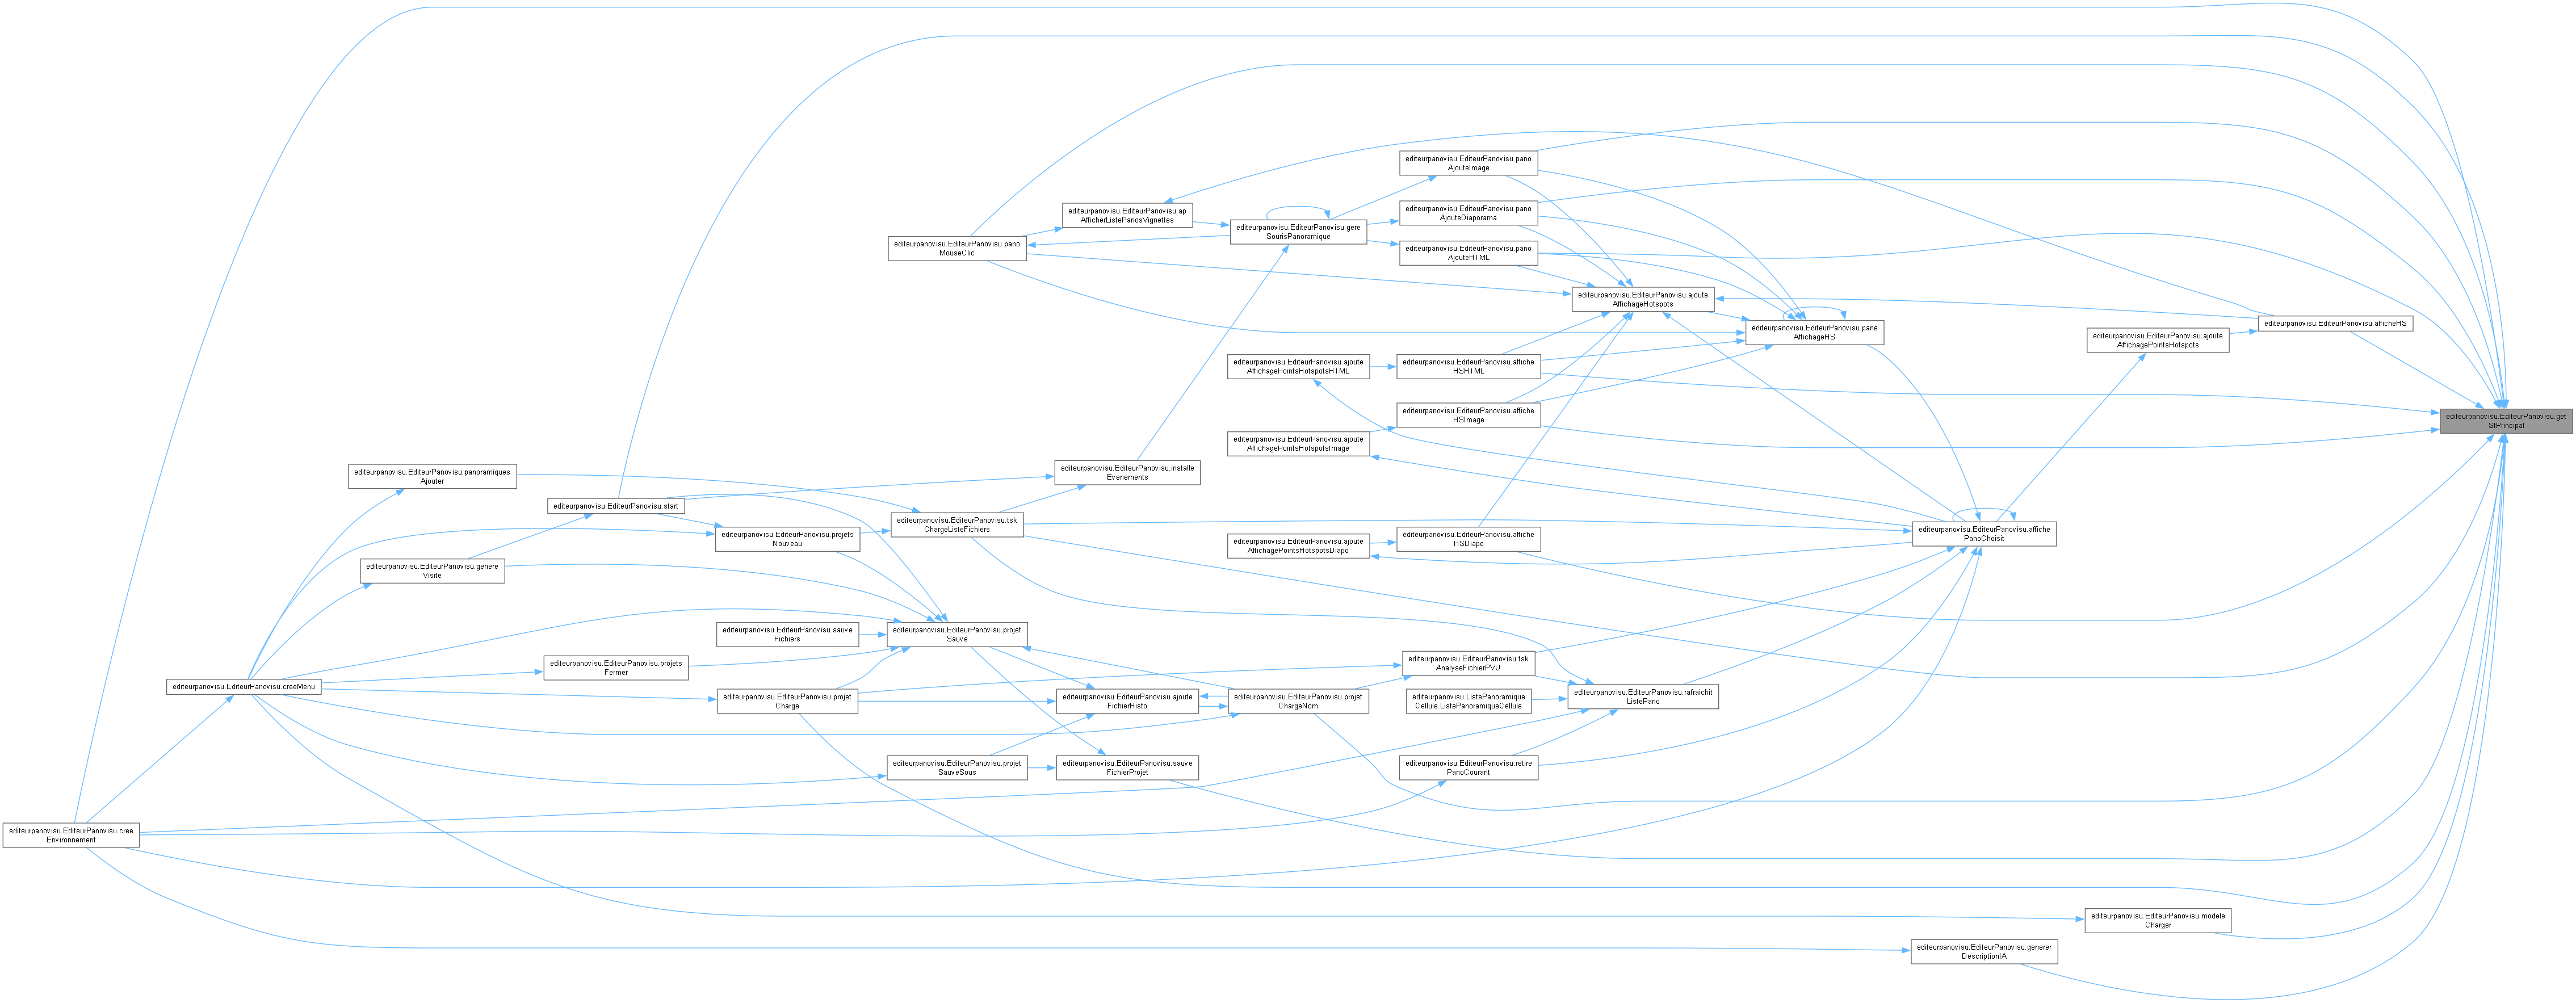 editeurpanovisu.EditeurPanovisu.pano
AjouteImage
editeurpanovisu.EditeurPanovisu.ap
AfficherListePanosVignettes
editeurpanovisu.EditeurPanovisu.pano
AjouteDiaporama
editeurpanovisu.EditeurPanovisu.gere
SourisPanoramique
editeurpanovisu.EditeurPanovisu.pano
MouseClic
editeurpanovisu.EditeurPanovisu.pano
AjouteHTML
editeurpanovisu.EditeurPanovisu.ajoute
AffichageHotspots
editeurpanovisu.EditeurPanovisu.pane
AffichageHS
editeurpanovisu.EditeurPanovisu.afficheHS
editeurpanovisu.EditeurPanovisu.ajoute
AffichagePointsHotspots
editeurpanovisu.EditeurPanovisu.ajoute
AffichagePointsHotspotsHTML
editeurpanovisu.EditeurPanovisu.affiche
HSHTML
editeurpanovisu.EditeurPanovisu.affiche
HSImage
editeurpanovisu.EditeurPanovisu.get
StPrincipal
editeurpanovisu.EditeurPanovisu.ajoute
AffichagePointsHotspotsImage
editeurpanovisu.EditeurPanovisu.panoramiques
Ajouter
editeurpanovisu.EditeurPanovisu.installe
Evenements
editeurpanovisu.EditeurPanovisu.start
editeurpanovisu.EditeurPanovisu.tsk
ChargeListeFichiers
editeurpanovisu.EditeurPanovisu.projets
Nouveau
editeurpanovisu.EditeurPanovisu.ajoute
AffichagePointsHotspotsDiapo
editeurpanovisu.EditeurPanovisu.affiche
HSDiapo
editeurpanovisu.EditeurPanovisu.affiche
PanoChoisit
editeurpanovisu.EditeurPanovisu.genere
Visite
editeurpanovisu.EditeurPanovisu.sauve
Fichiers
editeurpanovisu.EditeurPanovisu.projet
Sauve
editeurpanovisu.EditeurPanovisu.projets
Fermer
editeurpanovisu.EditeurPanovisu.tsk
AnalyseFichierPVU
editeurpanovisu.EditeurPanovisu.creeMenu
editeurpanovisu.EditeurPanovisu.projet
Charge
editeurpanovisu.EditeurPanovisu.ajoute
FichierHisto
editeurpanovisu.EditeurPanovisu.projet
ChargeNom
editeurpanovisu.ListePanoramique
Cellule.ListePanoramiqueCellule
editeurpanovisu.EditeurPanovisu.rafraichit
ListePano
editeurpanovisu.EditeurPanovisu.projet
SauveSous
editeurpanovisu.EditeurPanovisu.sauve
FichierProjet
editeurpanovisu.EditeurPanovisu.retire
PanoCourant
editeurpanovisu.EditeurPanovisu.cree
Environnement
editeurpanovisu.EditeurPanovisu.modele
Charger
editeurpanovisu.EditeurPanovisu.generer
DescriptionIA